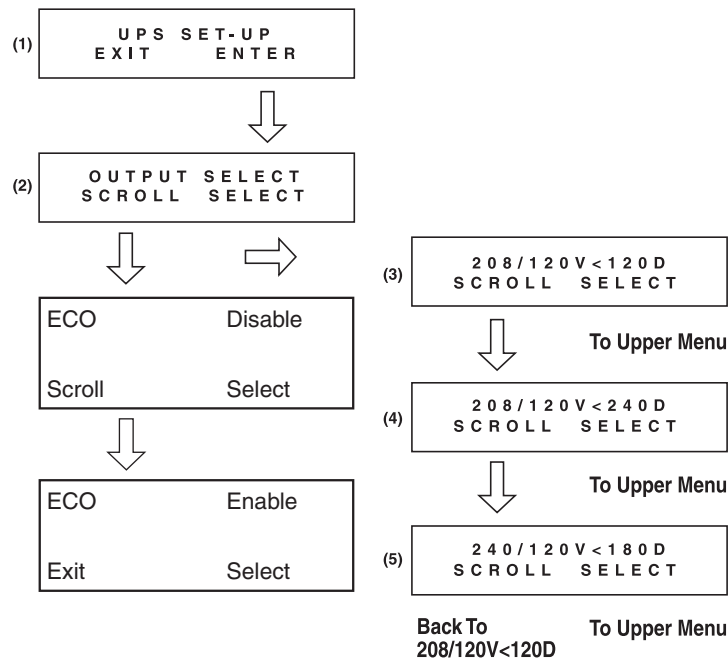 (1)
UPS SET-UP
EXIT ENTER
(2)
OUTPUT SELECT
SCROLL SELECT
ECO Disable
Scroll Select
ECO Enable
Exit Select
(3)
208/120V<120D
SCROLL SELECT
To Upper Menu
(4)
208/120V<240D
SCROLL SELECT
To Upper Menu
(5)
240/120V<180D
SCROLL SELECT
Back To
208/120V<120D
To Upper Menu